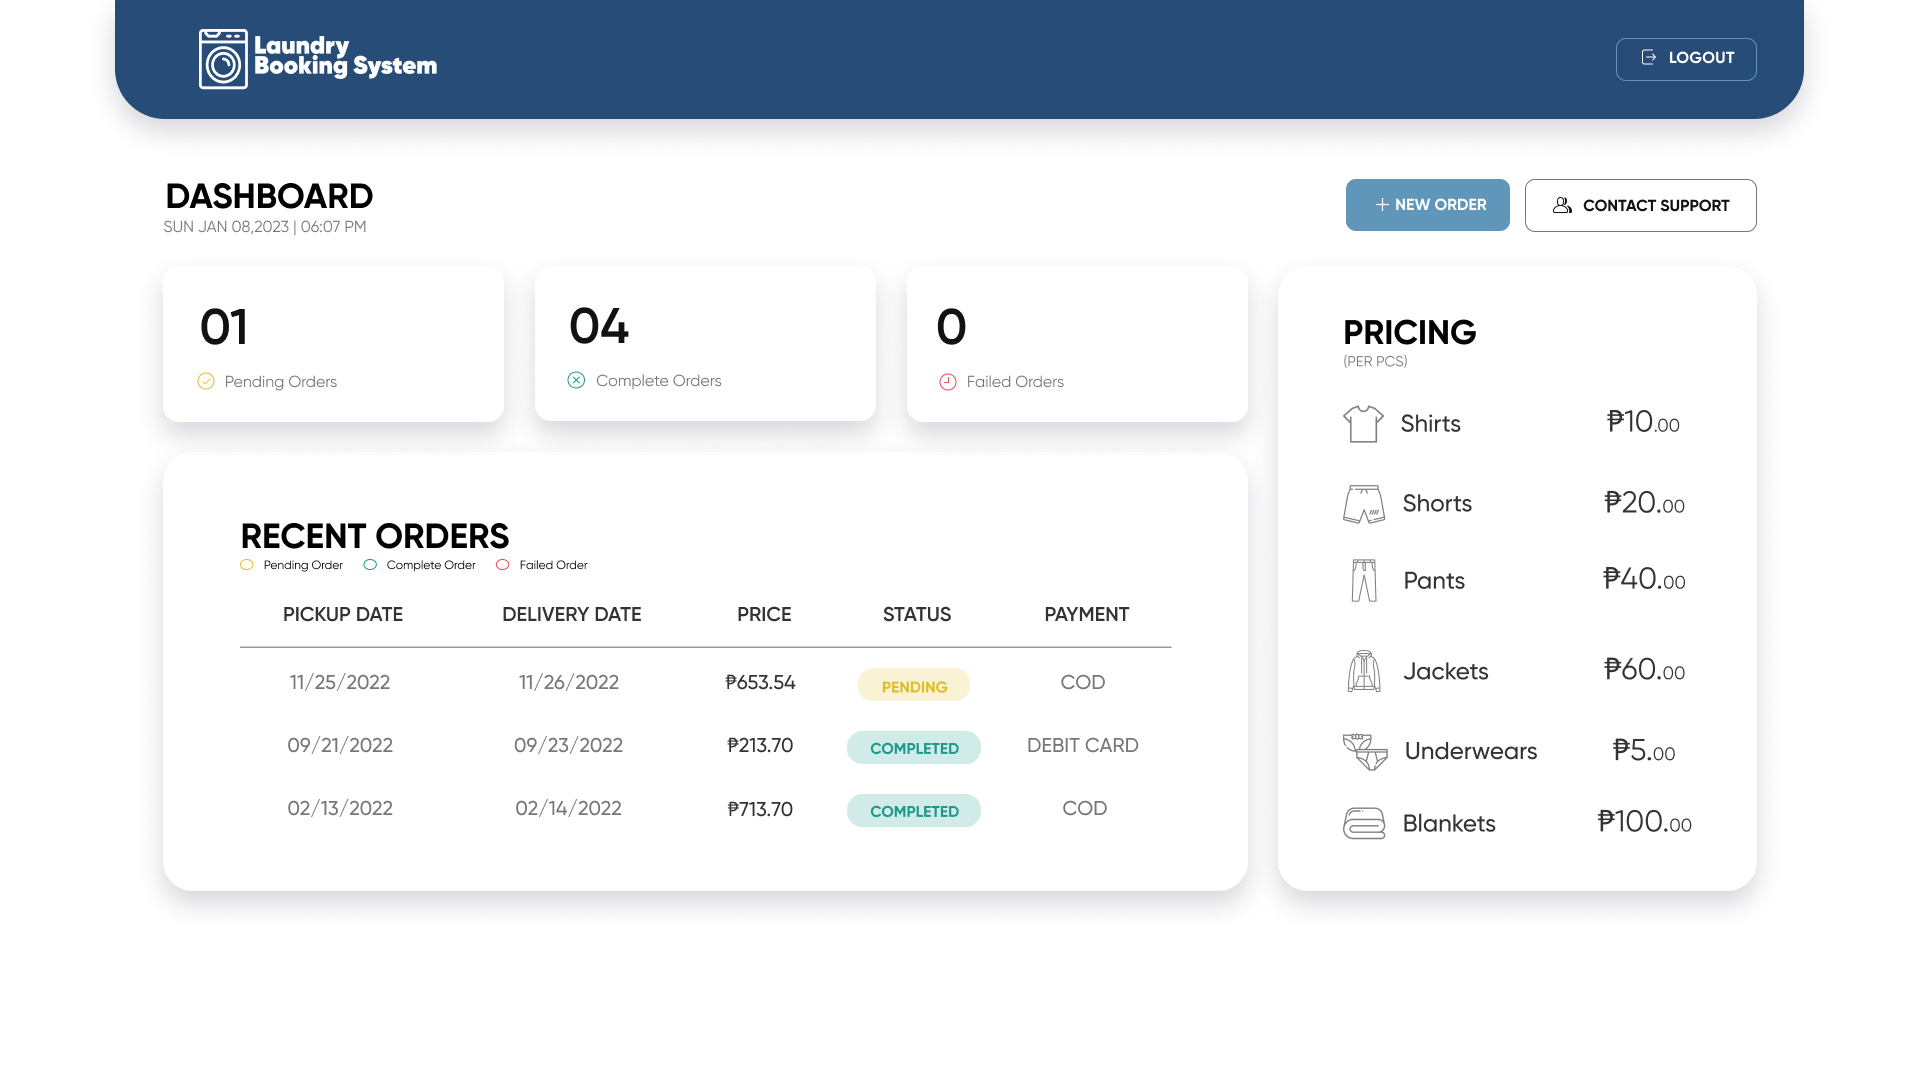 Laundry
Booking System
LOGOUT
DASHBOARD
SUN JAN 08,2023 | 06:07 PM
+ NEW ORDER
CONTACT SUPPORT
01
Pending Orders
04
Complete Orders
0
Failed Orders
RECENT ORDERS
Pending Order Complete Order Failed Order
PICKUP DATE DELIVERY DATE PRICE STATUS PAYMENT
11/25/2022 11/26/2022 ₱653.54 PENDING COD
09/21/2022 09/23/2022 ₱213.70 COMPLETED DEBIT CARD
02/13/2022 02/14/2022 ₱713.70 COMPLETED COD
PRICING
(PER PCS)
Shirts ₱10.00
Shorts ₱20.00
Pants ₱40.00
Jackets ₱60.00
Underwears ₱5.00
Blankets ₱100.00